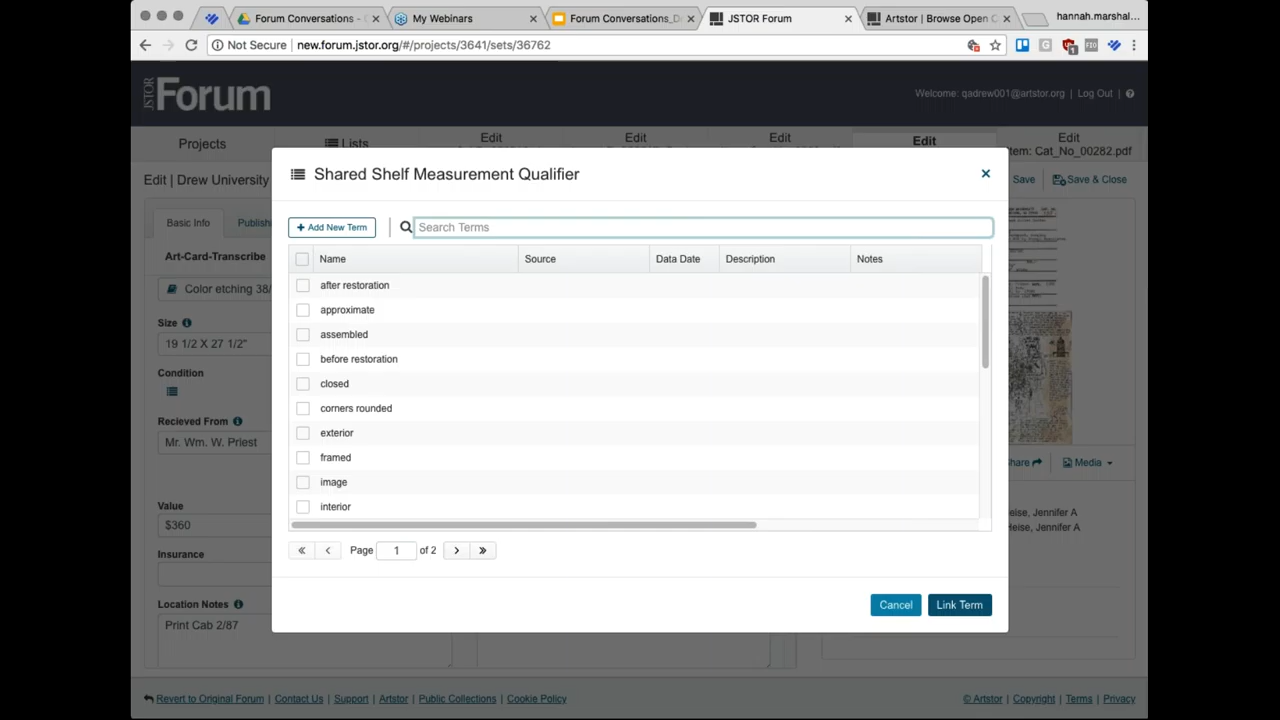 Forum Conversations -
My Webinars
Forum Conversations_D
JSTOR Forum
Artstor | Browse Open C
hannah.marshal...
Not Secure | new.forum.jstor.org/#/projects/3641/sets/36762
JSTOR Forum
Welcome: qadrew001@artstor.org | Log Out |
Projects
Lists
Edit
Edit
Edit
Edit
Edit
Item: Cat_No_00282.pdf
Edit | Drew University
Save
Save & Close
Shared Shelf Measurement Qualifier
Basic Info
Publish
+ Add New Term
Search Terms
Art-Card-Transcribe
Color etching 38/
Size
19 1/2 X 27 1/2"
Condition
Recieved From
Mr. Wm. W. Priest
Value
$360
Insurance
Location Notes
Print Cab 2/87
Name Source Data Date Description Notes
after restoration
approximate
assembled
before restoration
closed
corners rounded
exterior
framed
image
interior
Page 1 of 2
Cancel
Link Term
Share
Media
eise, Jennifer A
Heise, Jennifer A
Revert to Original Forum | Contact Us | Support | Artstor | Public Collections | Cookie Policy
© Artstor | Copyright | Terms | Privacy